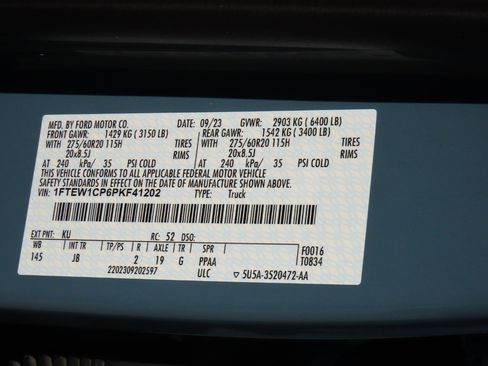 MFD. BY FORD MOTOR CO. DATE: 09/23 GVWR: 2903 KG ( 6400 LB)
FRONT GAWR: 1429 KG ( 3150 LB) REAR GAWR: 1542 KG ( 3400 LB)
WITH 275/60R20 115H TIRES WITH 275/60R20 115H TIRES
20x8.5J RIMS 20x8.5J RIMS
AT 240 kPa/ 35 PSI COLD AT 240 kPa/ 35 PSI COLD
THIS VEHICLE CONFORMS TO ALL APPLICABLE FEDERAL MOTOR VEHICLE
SAFETY STANDARDS IN EFFECT ON THE DATE OF MANUFACTURE SHOWN ABOVE.
VIN: 1FTEW1CP6PKF41202 TYPE: Truck
EXT PNT: KU RC: 52 DSO:
WB INT TR TP/PS R AXLE TR SPR F0016
145 JB 2 19 G PPAA T0834
2202309202597 ULC 5U5A-3520472-AA